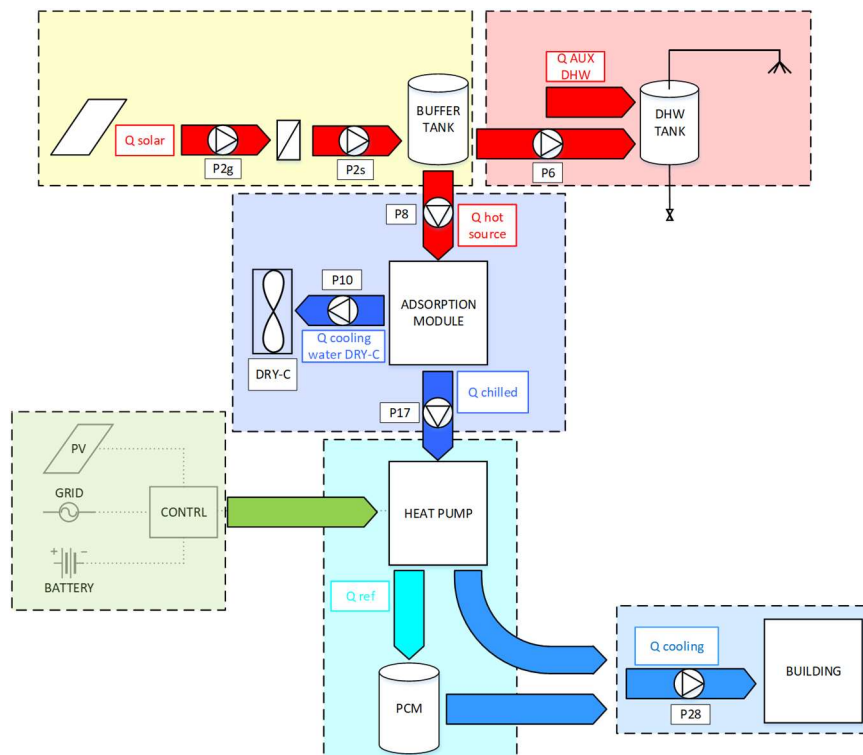 Q AUX
DHW
BUFFER
TANK
DHW
TANK
Q solar
P2g
P2s
P6
P8
Q hot
source
P10
ADSORPTION
MODULE
Q cooling
water DRY-C
DRY-C
Q chilled
P17
PV
GRID
CONTRL
HEAT PUMP
+ −
BATTERY
Q ref
Q cooling
BUILDING
PCM
P28